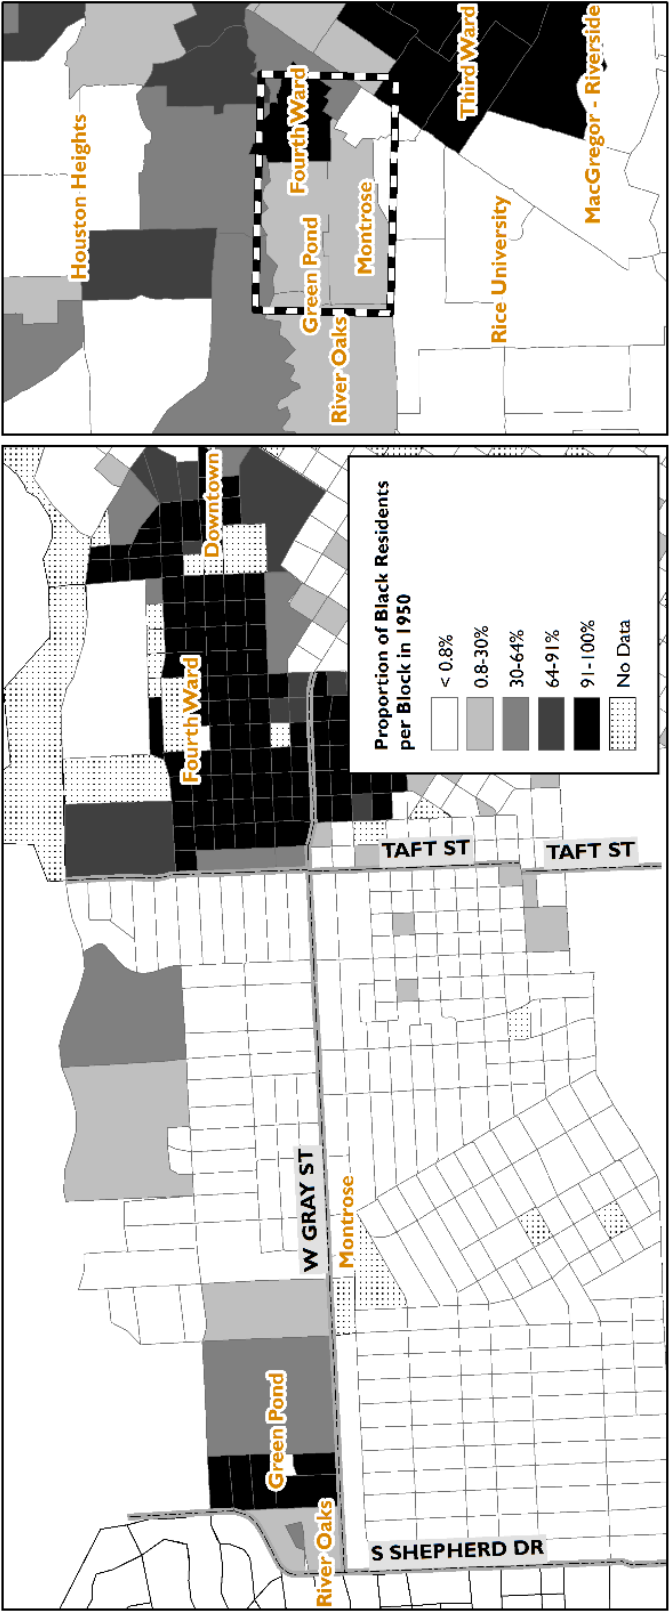 Houston Heights
Fourth Ward
Green Pond
Montrose
River Oaks
Third Ward
MacGregor - Riverside
Rice University
Downtown
Fourth Ward
Proportion of Black Residents
per Block in 1950
< 0.8%
0.8-30%
30-64%
64-91%
91-100%
No Data
TAFT ST
TAFT ST
W GRAY ST
Montrose
Green Pond
River Oaks
S SHEPHERD DR